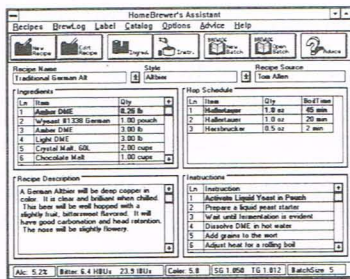 HomeBrewer's Assistant
Recipes BrewLog Label Catalog Options Advice Help
New Recipe Edit Recipe Ingred. Instr. BREWLOG New Batch BREWLOG Open Batch Advice
Recipe Name Style Recipe Source
Traditional German Alt Altbier Tom Allen
Ingredients
Ln Item Qty
1 Amber DME 0.26 lb
2 Wyeast #1338 German 1.00 pouch
3 Amber DME 3.00 lb
4 Light DME 3.00 lb
5 Crystal Malt, 60L 2.00 cups
6 Chocolate Malt 1.00 cups
Hop Schedule
Ln Item Qty BoilTime
1 Hallertauer 1.0 oz 45 min
2 Hallertauer 1.0 oz 20 min
3 Hersbrucker 0.5 oz 2 min
Recipe Description
A German Altbier will be deep copper in
color. It is clear and brilliant when chilled
This beer will be well hopped with a
slightly fruit, bittersweet flavored. It will
have good carbonation and head retention.
The nose will be slightly flowery.
Instructions
Ln Instruction
1 Activate Liquid Yeast in Pouch
2 Prepare a liquid yeast starter
3 Wait until fermentation is evident
4 Dissolve DME in hot water
5 Add grains to the wort
6 Adjust heat for a rolling boil
Alc: 5.2% Bitter: 6.4 HBUs 23.9 IBUs Color: 5.0 SG 1.050 TG 1.012 BatchSize 5